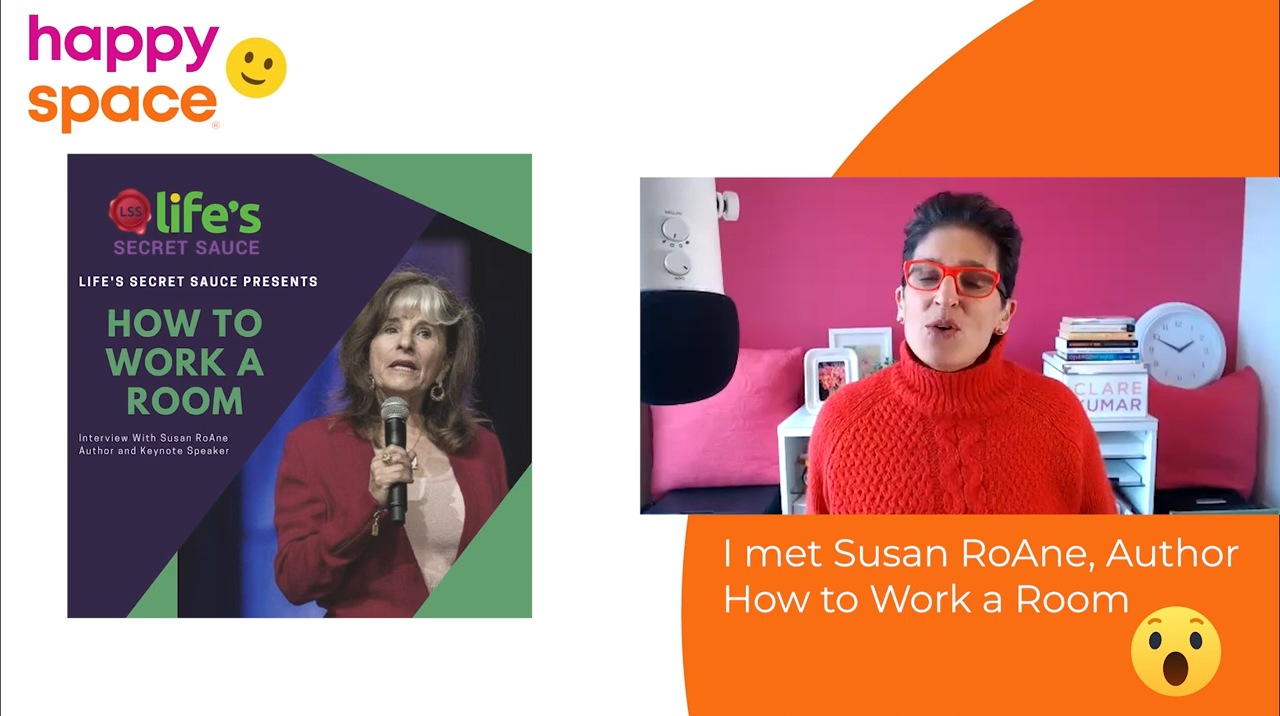 happy
space®
LSS life's
SECRET SAUCE
LIFE'S SECRET SAUCE PRESENTS
HOW TO
WORK A
ROOM
Interview With Susan RoAne
Author and Keynote Speaker
CLARE
KUMAR
I met Susan RoAne, Author
How to Work a Room